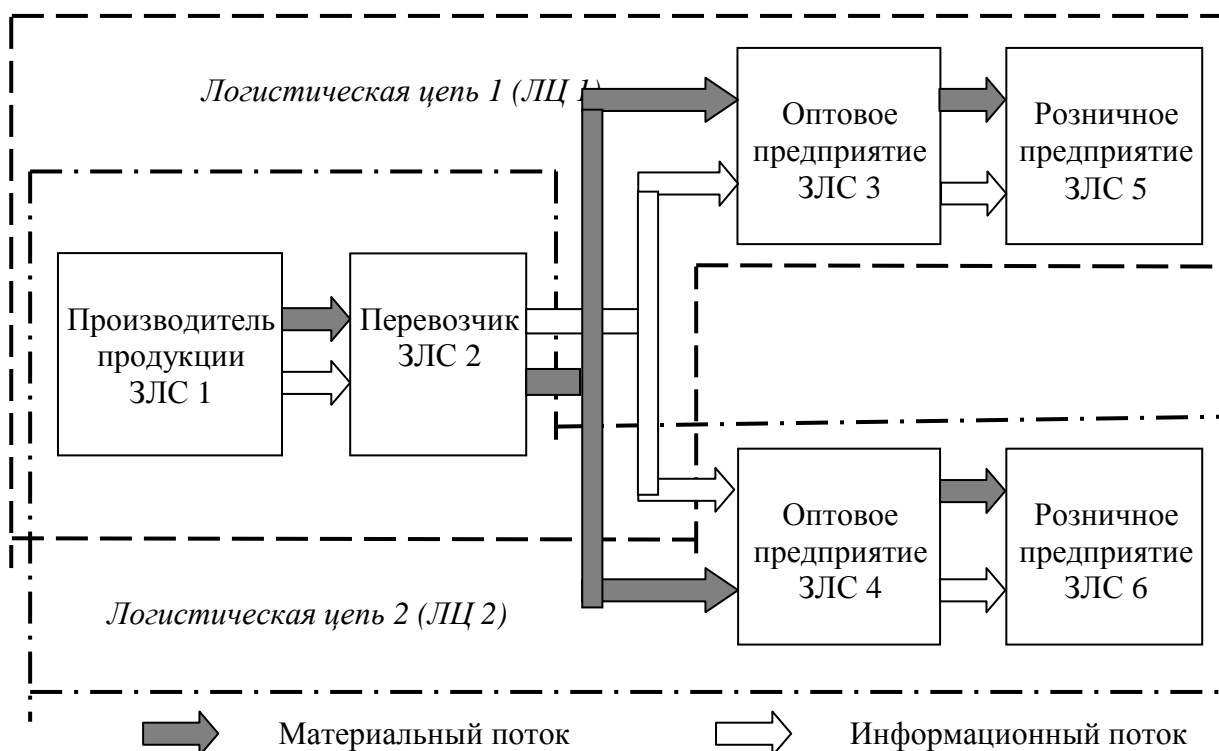 Логистическая цепь 1 (ЛЦ 1)
Оптовое
предприятие
ЗЛС 3
Розничное
предприятие
ЗЛС 5
Производитель
продукции
ЗЛС 1
Перевозчик
ЗЛС 2
Оптовое
предприятие
ЗЛС 4
Розничное
предприятие
ЗЛС 6
Логистическая цепь 2 (ЛЦ 2)
Материальный поток
Информационный поток